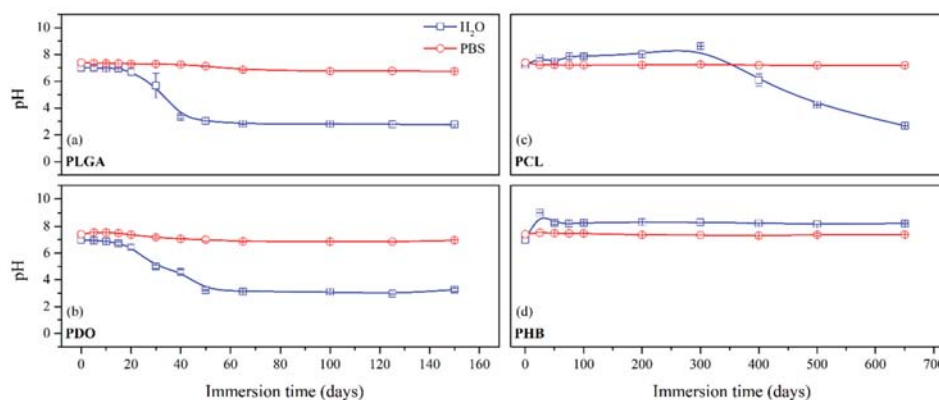 H₂O
PBS
pH
10
8
6
4
2
0
(a)
PLGA
(c)
PCL
pH
10
8
6
4
2
0
(b)
PDO
(d)
PHB
0 20 40 60 80 100 120 140 160
0 100 200 300 400 500 600 700
Immersion time (days)
Immersion time (days)